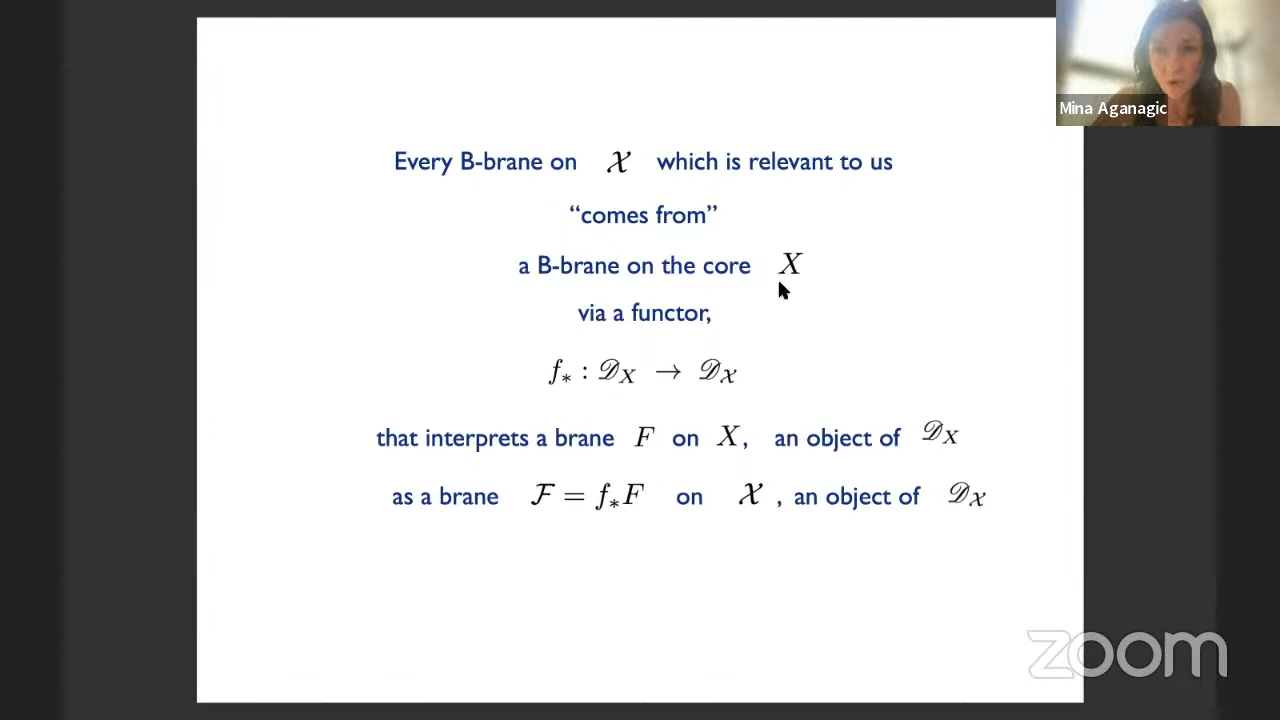 Mina Aganagic
Every B-brane on 𝒳 which is relevant to us
“comes from”
a B-brane on the core X
via a functor,
f_* : 𝒟_X → 𝒟_𝒳
that interprets a brane F on X, an object of 𝒟_X
as a brane ℱ = f_*F on 𝒳 , an object of 𝒟_𝒳
zoom